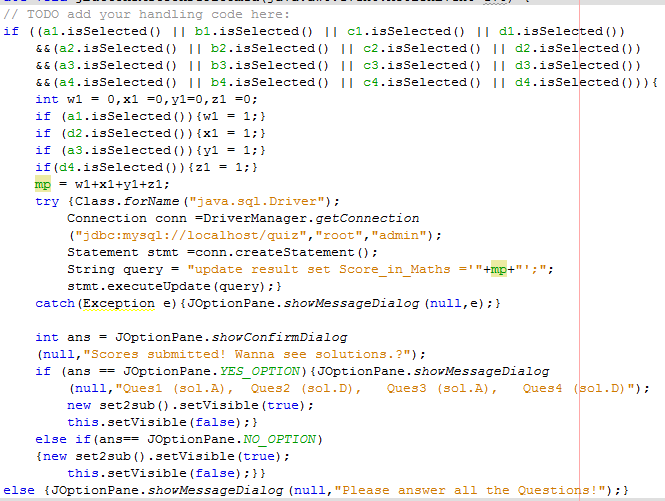 // TODO add your handling code here:
if ((a1.isSelected() || b1.isSelected() || c1.isSelected() || d1.isSelected())
&&(a2.isSelected() || b2.isSelected() || c2.isSelected() || d2.isSelected())
&&(a3.isSelected() || b3.isSelected() || c3.isSelected() || d3.isSelected())
&&(a4.isSelected() || b4.isSelected() || c4.isSelected() || d4.isSelected())){
int w1 = 0,x1 =0,y1=0,z1 =0;
if (a1.isSelected()){w1 = 1;}
if (d2.isSelected()){x1 = 1;}
if (a3.isSelected()){y1 = 1;}
if(d4.isSelected()){z1 = 1;}
mp = w1+x1+y1+z1;
try {Class.forName("java.sql.Driver");
Connection conn =DriverManager.getConnection
("jdbc:mysql://localhost/quiz","root","admin");
Statement stmt =conn.createStatement();
String query = "update result set Score_in_Maths ='"+mp+"';";
stmt.executeUpdate(query);}
catch(Exception e){JOptionPane.showMessageDialog(null,e);}
int ans = JOptionPane.showConfirmDialog
(null,"Scores submitted! Wanna see solutions.?");
if (ans == JOptionPane.YES_OPTION){JOptionPane.showMessageDialog
(null,"Ques1 (sol.A), Ques2 (sol.D), Ques3 (sol.A), Ques4 (sol.D)");
new set2sub().setVisible(true);
this.setVisible(false);}
else if(ans== JOptionPane.NO_OPTION)
{new set2sub().setVisible(true);
this.setVisible(false);}}
else {JOptionPane.showMessageDialog(null,"Please answer all the Questions!");}